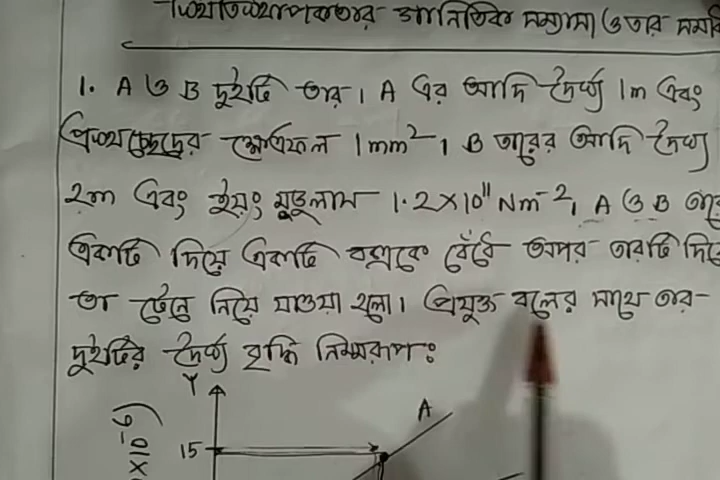 স্থিতিস্থাপকতার গানিতিক সমস্যা ও তার
1. A ও B দুইটি তার। A এর আদি দৈর্ঘ্য 1m এবং
প্রস্থচ্ছেদের ক্ষেত্রফল 1mm², B তারের আদি দৈর্ঘ্য
2m এবং ইয়ং মুডুলাস 1.2×10¹¹ Nm⁻², A ও B
একটি দিয়ে একটি বস্তুকে বেঁধে অপর তারটি দিয়ে
তা টেনে নিয়ে যাওয়া হলো। প্রযুক্ত বলের সাথে তার
দুইটির দৈর্ঘ্য বৃদ্ধি নিম্নরূপ:
Y
A
15